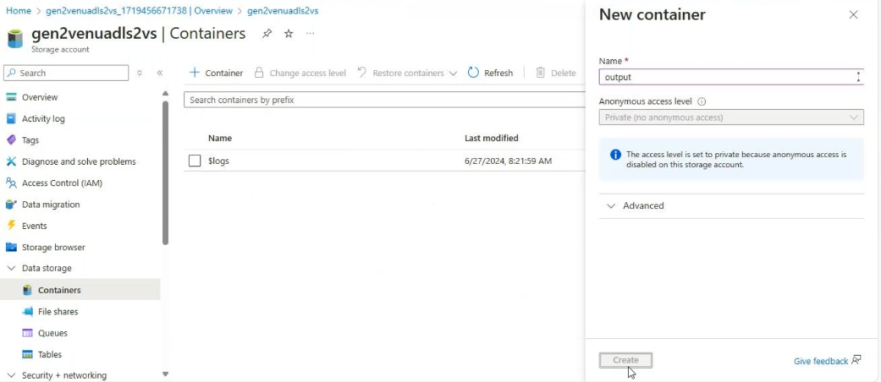 Home > gen2venuadls2vs_1719456671738 | Overview > gen2venuadls2vs
gen2venuadls2vs | Containers
Storage account
Search
+ Container Change access level Restore containers Refresh Delete
Overview
Activity log
Tags
Diagnose and solve problems
Access Control (IAM)
Data migration
Events
Storage browser
Data storage
Containers
File shares
Queues
Tables
Security + networking
Search containers by prefix
Name Last modified
$logs 6/27/2024, 8:21:59 AM
New container
Name *
output
Anonymous access level
Private (no anonymous access)
The access level is set to private because anonymous access is
disabled on this storage account.
Advanced
Create
Give feedback